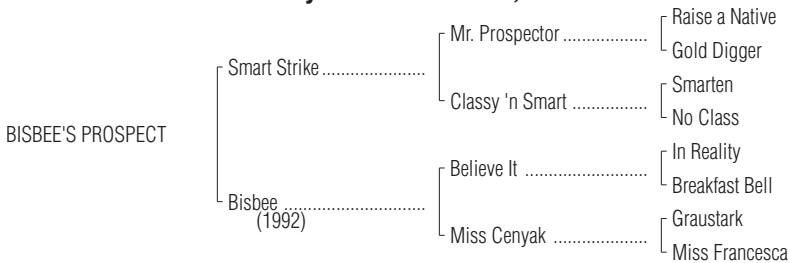 Raise a Native
Mr. Prospector
Gold Digger
Smart Strike
Smarten
Classy 'n Smart
No Class
BISBEE'S PROSPECT
In Reality
Believe It
Breakfast Bell
Bisbee
(1992)
Graustark
Miss Cenyak
Miss Francesca